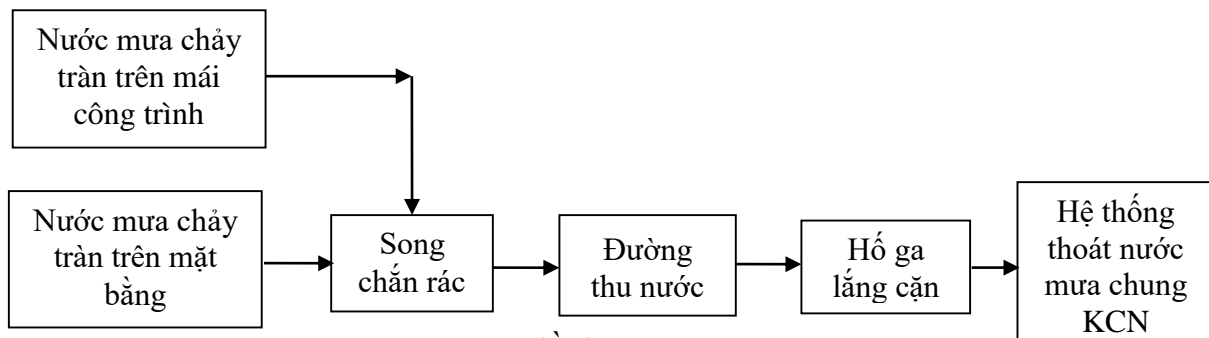 Nước mưa chảy
tràn trên mái
công trình
Nước mưa chảy
tràn trên mặt
bằng
Song
chắn rác
Đường
thu nước
Hố ga
lắng cặn
Hệ thống
thoát nước
mưa chung
KCN